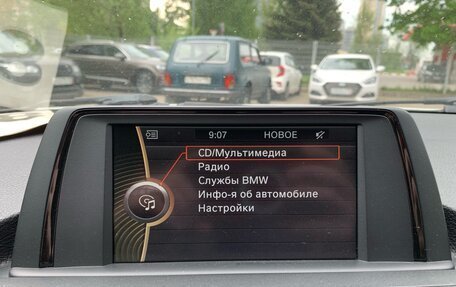 9:07 НОВОЕ
CD/Мультимедиа
Радио
Службы BMW
Инфо-я об автомобиле
Настройки